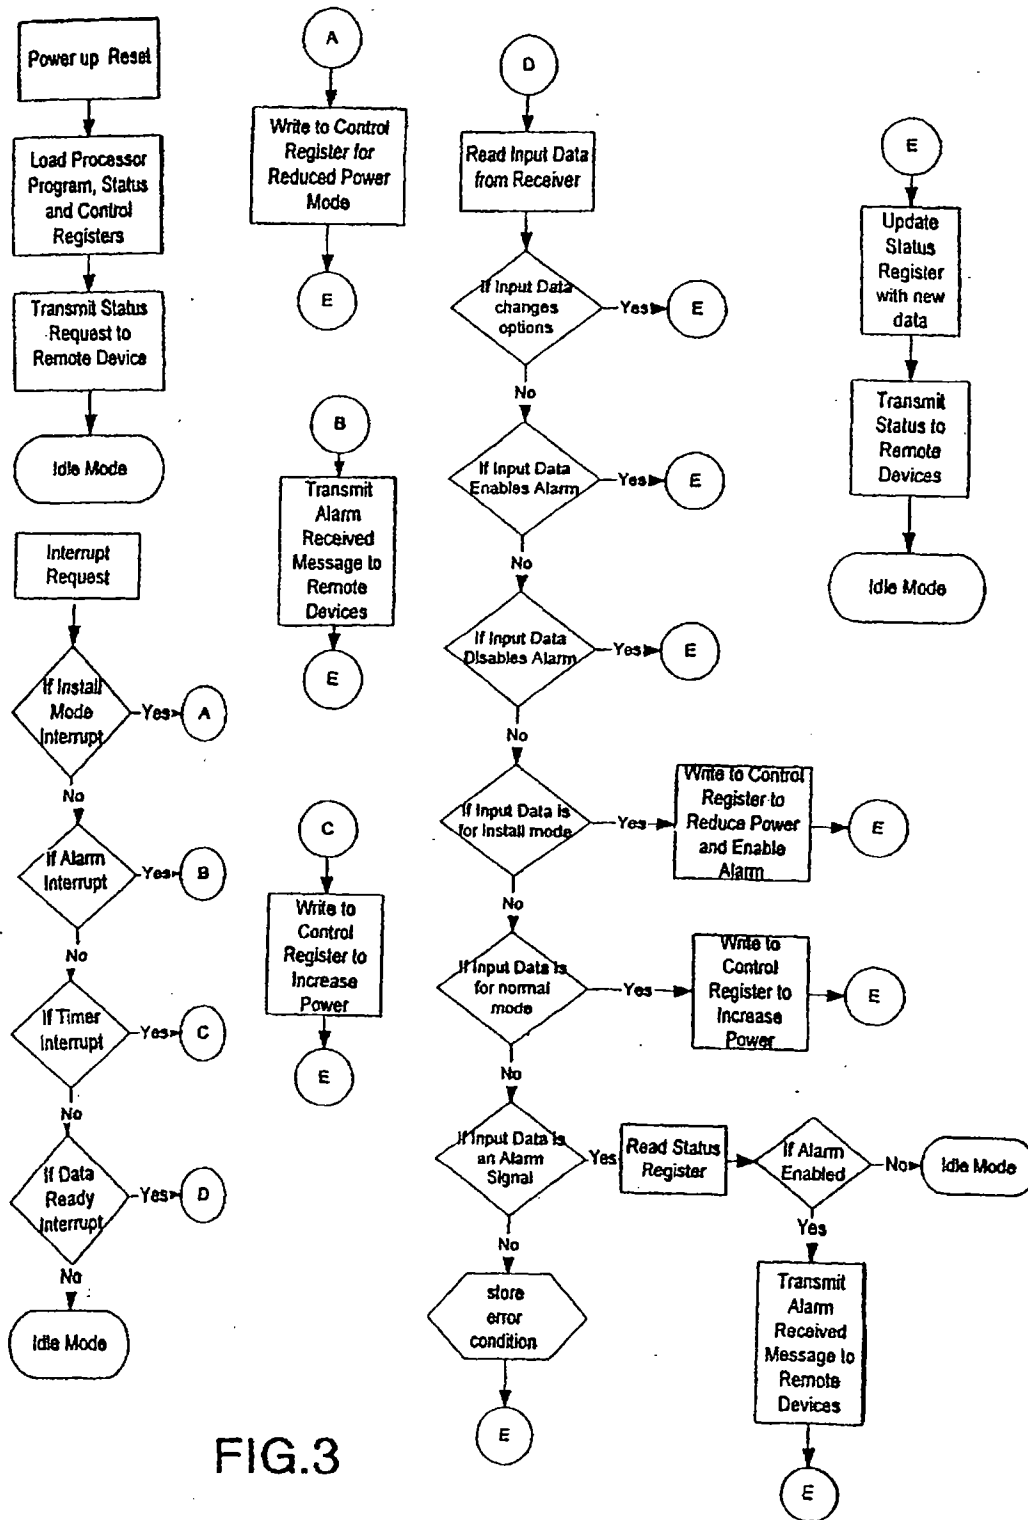 Power up Reset
Load Processor
Program, Status
and Control
Registers
Transmit Status
Request to
Remote Device
Idle Mode
Interrupt
Request
If Install
Mode
Interrupt
Yes
A
No
If Alarm
Interrupt
Yes
B
No
If Timer
Interrupt
Yes
C
No
If Data
Ready
Interrupt
Yes
D
No
Idle Mode
A
Write to Control
Register for
Reduced Power
Mode
E
B
Transmit
Alarm
Received
Message to
Remote
Devices
E
C
Write to
Control
Register to
Increase
Power
E
D
Read Input Data
from Receiver
If Input Data
changes
options
Yes
E
No
If Input Data
Enables Alarm
Yes
E
No
If Input Data
Disables Alarm
Yes
E
No
If Input Data is
for Install mode
Yes
Write to Control
Register to
Reduce Power
and Enable
Alarm
E
No
If Input Data is
for normal
mode
Yes
Write to
Control
Register to
Increase
Power
E
No
If Input Data is
an Alarm
Signal
Yes
Read Status
Register
If Alarm
Enabled
No
Idle Mode
Yes
Transmit
Alarm
Received
Message to
Remote
Devices
E
No
store
error
condition
E
E
Update
Status
Register
with new
data
Transmit
Status to
Remote
Devices
Idle Mode
FIG.3